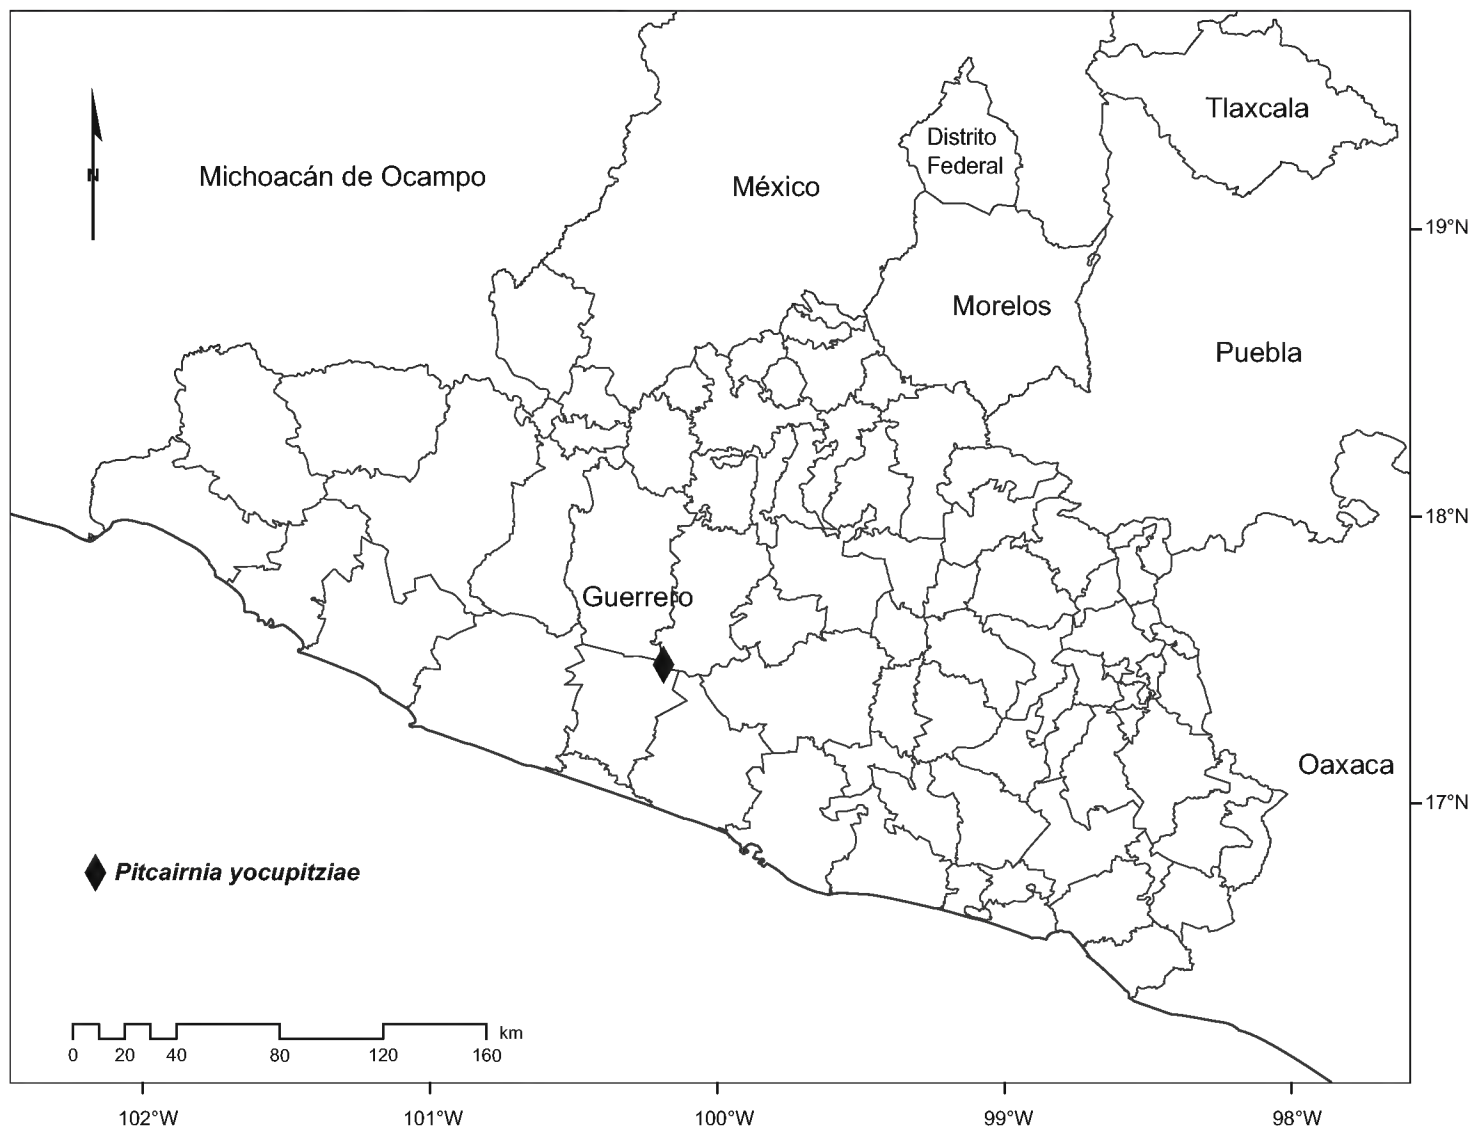 Tlaxcala
Distrito
Federal
Michoacán de Ocampo
México
N
19°N
Morelos
Puebla
18°N
Guerrero
Oaxaca
17°N
Pitcairnia yocupitziae
km
0 20 40 80 120 160
102°W 101°W 100°W 99°W 98°W